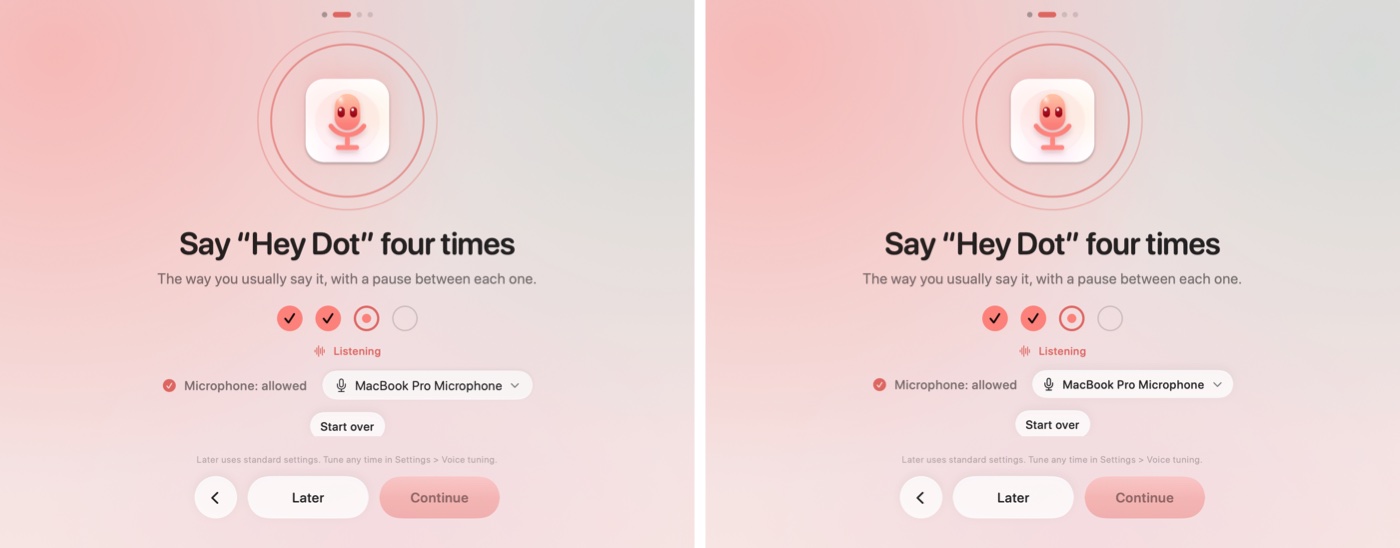 Say “Hey Dot” four times
The way you usually say it, with a pause between each one.
Listening
Microphone: allowed
MacBook Pro Microphone
Start over
Later uses standard settings. Tune any time in Settings > Voice tuning.
Later
Continue
Say “Hey Dot” four times
The way you usually say it, with a pause between each one.
Listening
Microphone: allowed
MacBook Pro Microphone
Start over
Later uses standard settings. Tune any time in Settings > Voice tuning.
Later
Continue